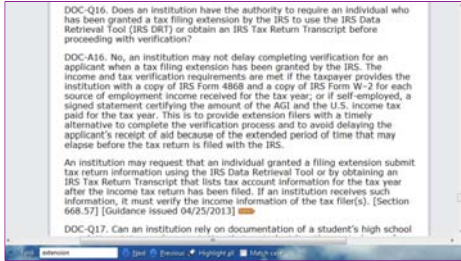 DOC-Q16. Does an institution have the authority to require an individual who
has been granted a tax filing extension by the IRS to use the IRS Data
Retrieval Tool (IRS DRT) or obtain an IRS Tax Return Transcript before
proceeding with verification?
DOC-A16. No, an institution may not delay completing verification for an
applicant when a tax filing extension has been granted by the IRS. The
income and tax verification requirements are met if the taxpayer provides the
institution with a copy of IRS Form 4868 and a copy of IRS Form W-2 for each
source of employment income received for the tax year; or if self-employed, a
signed statement certifying the amount of the AGI and the U.S. income tax
paid for the tax year. This is to provide extension filers with a timely
alternative to complete the verification process and to avoid delaying the
applicant's receipt of aid because of the extended period of time that may
elapse before the tax return is filed with the IRS.
An institution may request that an individual granted a filing extension submit
tax return information using the IRS Data Retrieval Tool or by obtaining an
IRS Tax Return Transcript that lists tax account information for the tax year
after the income tax return has been filed. If an institution receives such
information, it must verify the income information of the tax filer(s). [Section
668.57] [Guidance issued 04/25/2013]
DOC-Q17. Can an institution rely on documentation of a student's high school
extension Next Previous Highlight all Match case